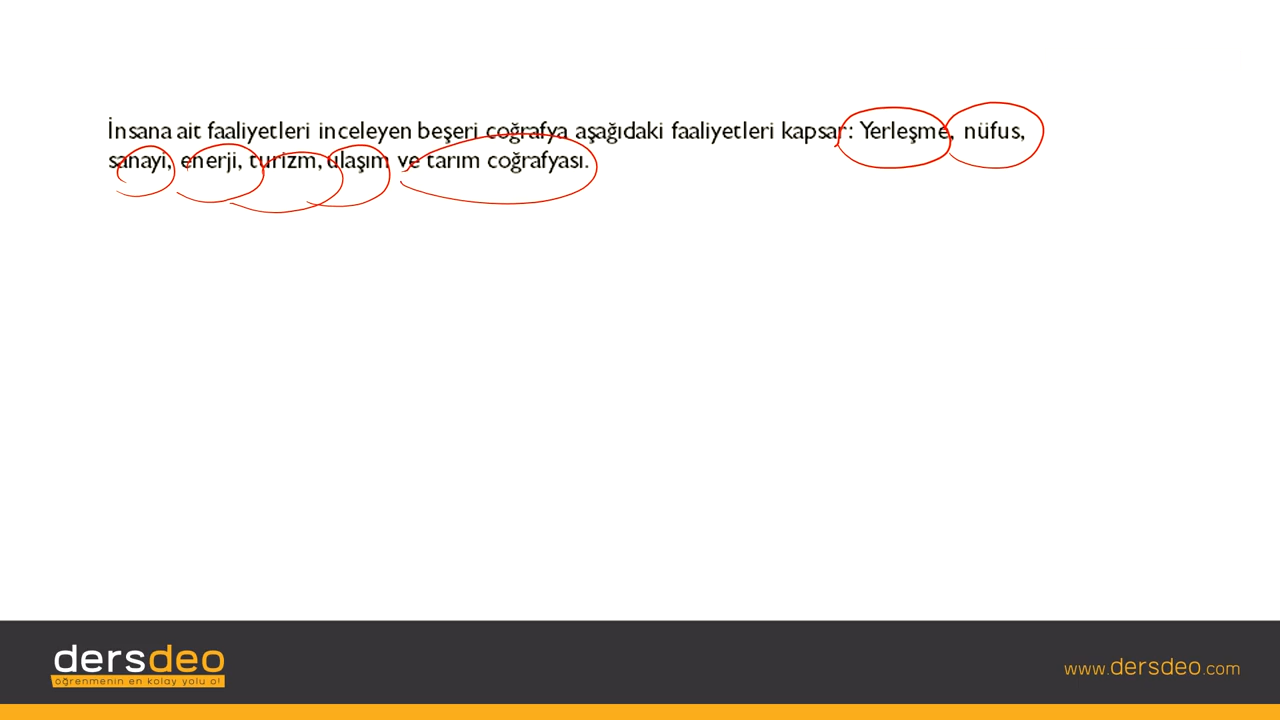 İnsana ait faaliyetleri inceleyen beşeri coğrafya aşağıdaki faaliyetleri kapsar: Yerleşme, nüfus,
sanayi, enerji, turizm, ulaşım ve tarım coğrafyası.
dersdeo
öğrenmenin en kolay yolu o!
www.dersdeo.com